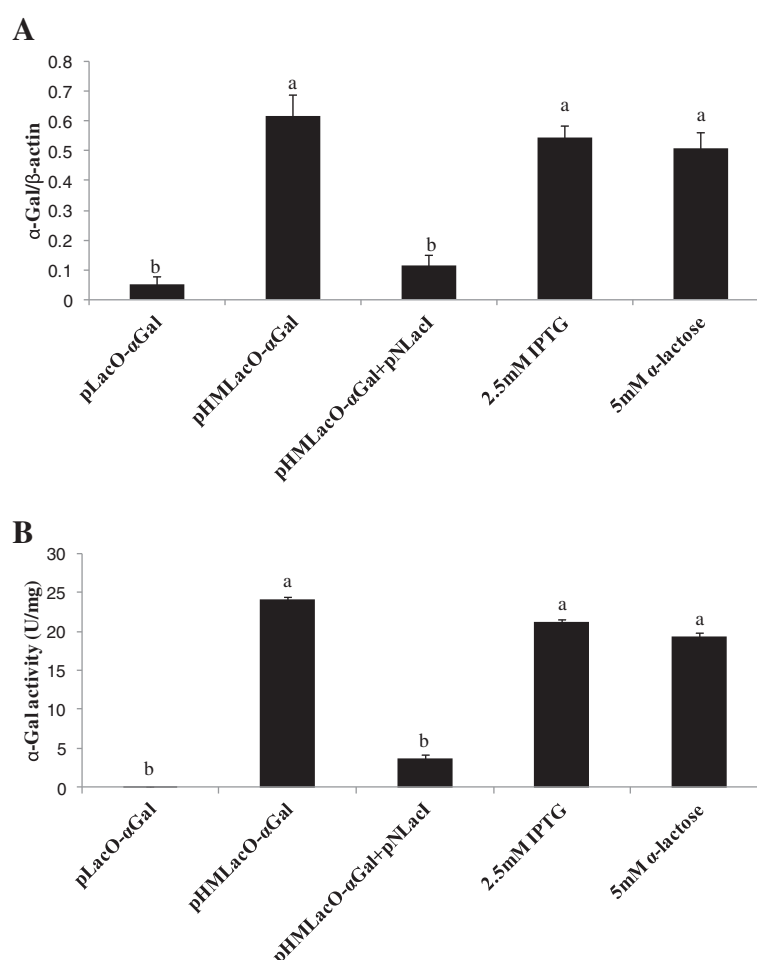 A
α-Gal/β-actin
0.8
0.7
0.6
0.5
0.4
0.3
0.2
0.1
0
b
a
b
a
a
pLacO-αGal
pHMLacO-αGal
pHMLacO-αGal+pNLacI
2.5mM IPTG
5mM α-lactose
B
α-Gal activity (U/mg)
30
25
20
15
10
5
0
b
a
b
a
a
pLacO-αGal
pHMLacO-αGal
pHMLacO-αGal+pNLacI
2.5mM IPTG
5mM α-lactose